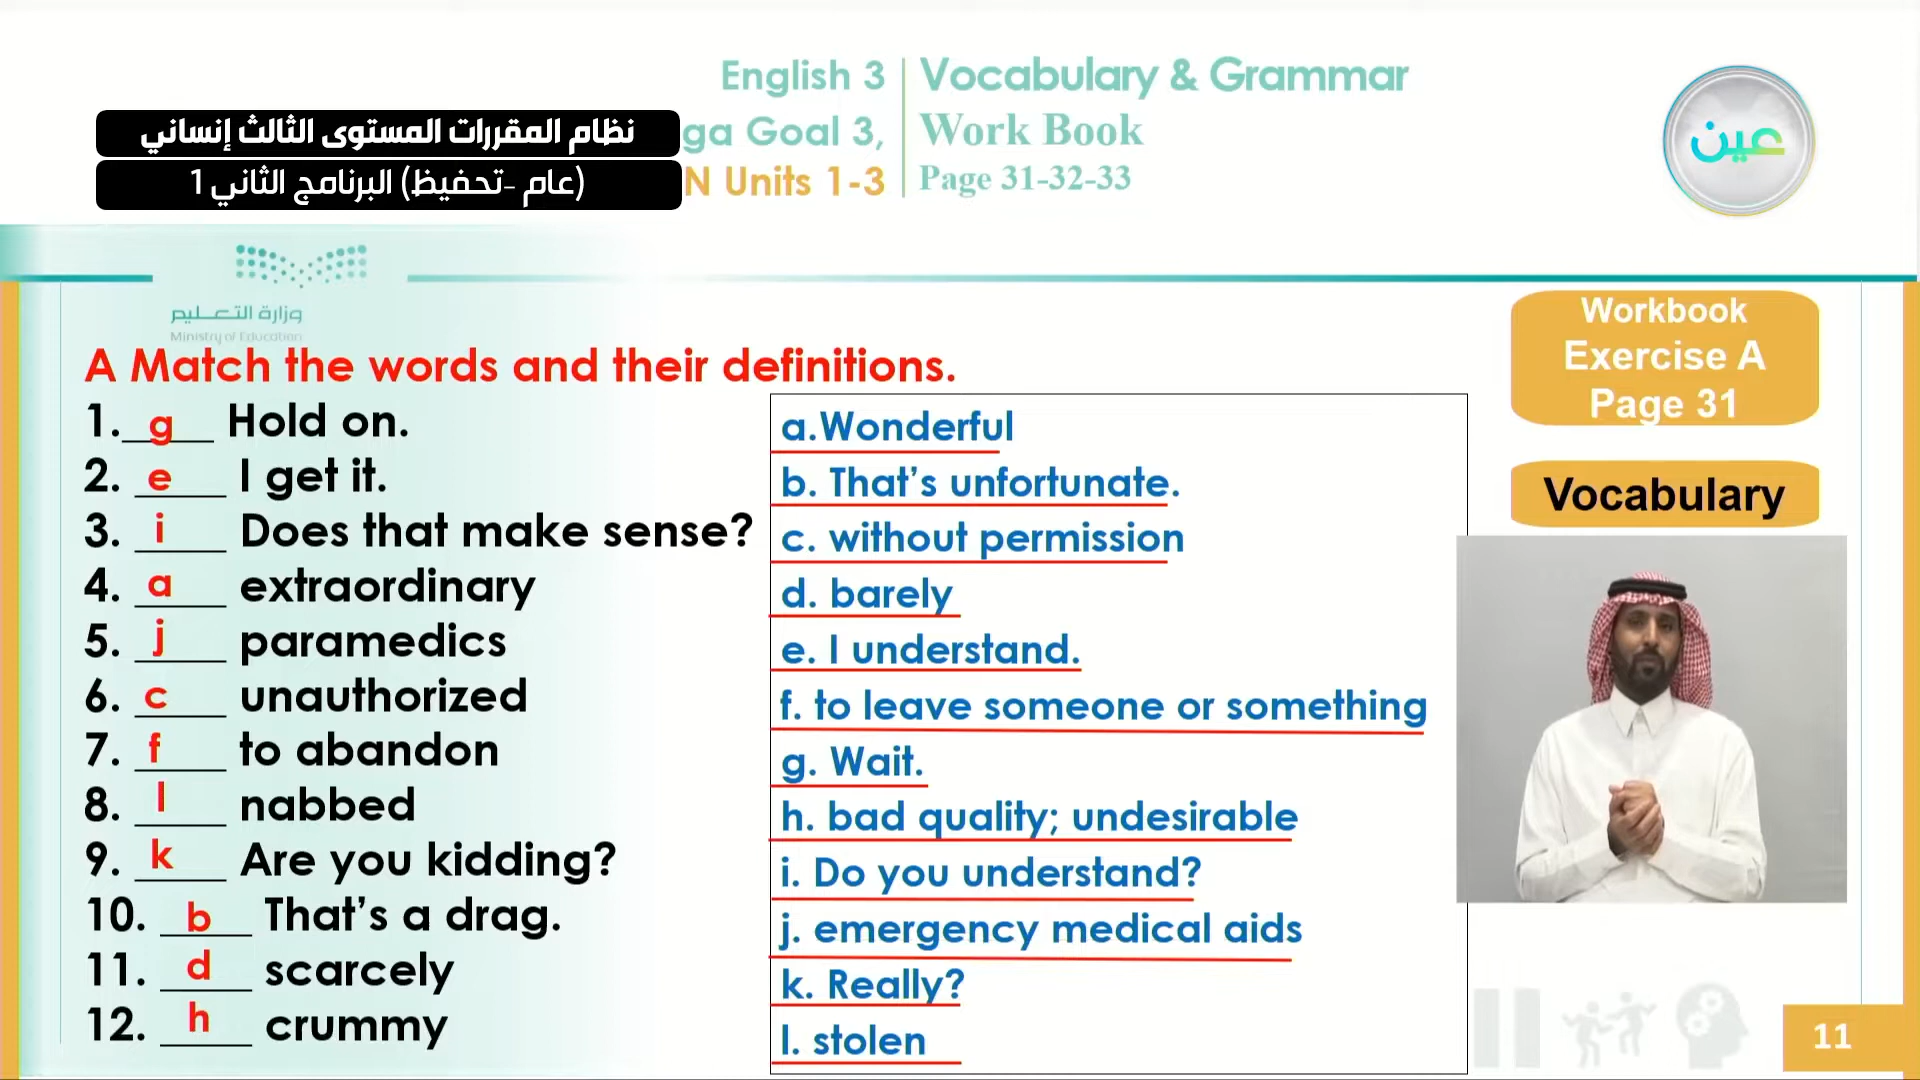 English 3
Vocabulary & Grammar
نظام المقررات المستوى الثالث إنساني
ga Goal 3,
Work Book
(عام -تحفيظ) البرنامج الثاني 1
N Units 1-3
Page 31-32-33
عين
وزارة التعليم
Ministry of Education
Workbook
Exercise A
Page 31
Vocabulary
A Match the words and their definitions.
1. g Hold on.
2. e I get it.
3. i Does that make sense?
4. a extraordinary
5. j paramedics
6. c unauthorized
7. f to abandon
8. l nabbed
9. k Are you kidding?
10. b That's a drag.
11. d scarcely
12. h crummy
a.Wonderful
b. That's unfortunate.
c. without permission
d. barely
e. I understand.
f. to leave someone or something
g. Wait.
h. bad quality; undesirable
i. Do you understand?
j. emergency medical aids
k. Really?
l. stolen
11